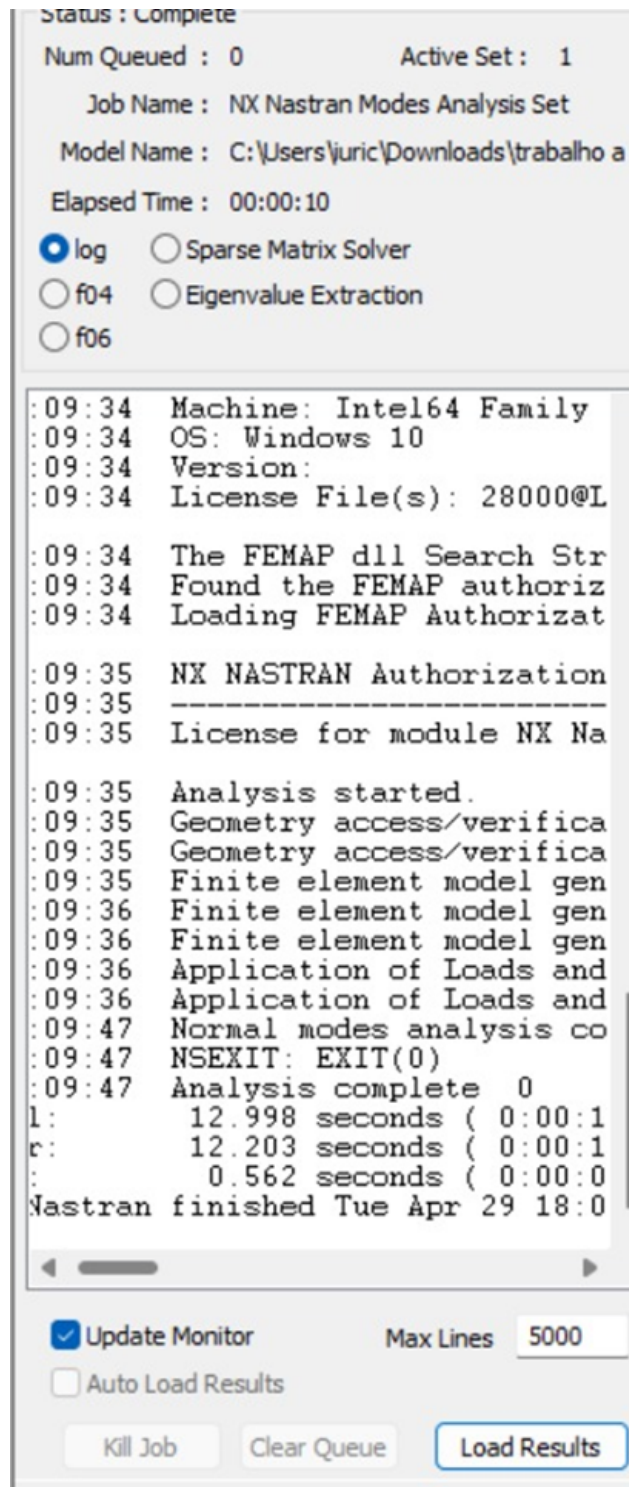 Status : Complete
Num Queued : 0 Active Set : 1
Job Name : NX Nastran Modes Analysis Set
Model Name : C:\Users\juric\Downloads\trabalho a
Elapsed Time : 00:00:10
log Sparse Matrix Solver
f04 Eigenvalue Extraction
f06
:09:34 Machine: Intel64 Family
:09:34 OS: Windows 10
:09:34 Version:
:09:34 License File(s): 28000@L
:09:34 The FEMAP dll Search Str
:09:34 Found the FEMAP authoriz
:09:34 Loading FEMAP Authorizat
:09:35 NX NASTRAN Authorization
:09:35 -------------------------
:09:35 License for module NX Na
:09:35 Analysis started.
:09:35 Geometry access/verifica
:09:35 Geometry access/verifica
:09:35 Finite element model gen
:09:36 Finite element model gen
:09:36 Finite element model gen
:09:36 Application of Loads and
:09:36 Application of Loads and
:09:47 Normal modes analysis co
:09:47 NSEXIT: EXIT(0)
:09:47 Analysis complete 0
l: 12.998 seconds ( 0:00:1
r: 12.203 seconds ( 0:00:1
: 0.562 seconds ( 0:00:0
Nastran finished Tue Apr 29 18:0
Update Monitor Max Lines 5000
Auto Load Results
Kill Job Clear Queue Load Results